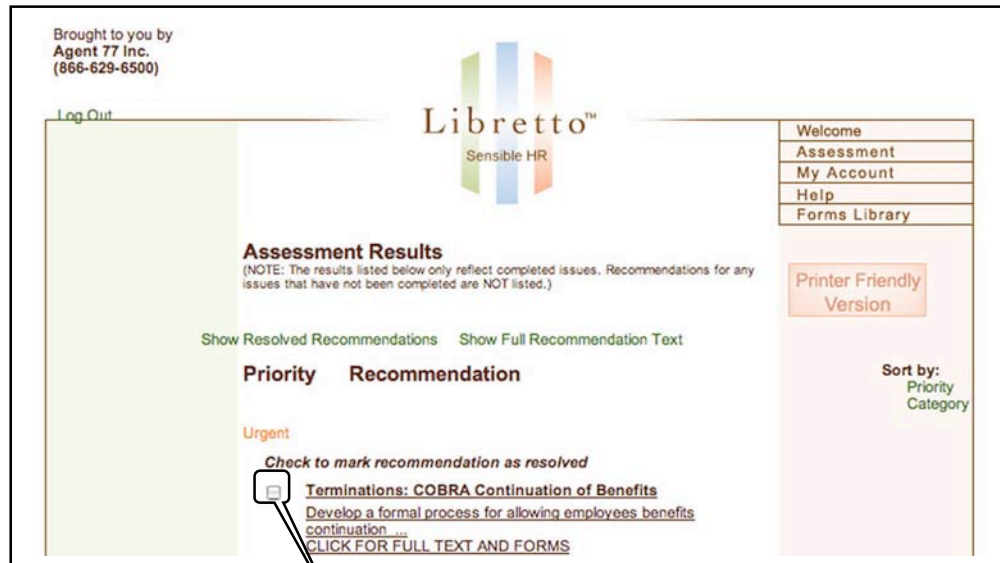 Brought to you by
Agent 77 Inc.
(866-629-6500)
Log Out
Libretto™
Sensible HR
Welcome
Assessment
My Account
Help
Forms Library
Assessment Results
(NOTE: The results listed below only reflect completed issues. Recommendations for any
issues that have not been completed are NOT listed.)
Printer Friendly
Version
Show Resolved Recommendations Show Full Recommendation Text
Priority Recommendation
Sort by:
Priority
Category
Urgent
Check to mark recommendation as resolved
Terminations: COBRA Continuation of Benefits
Develop a formal process for allowing employees benefits
continuation ...
CLICK FOR FULL TEXT AND FORMS